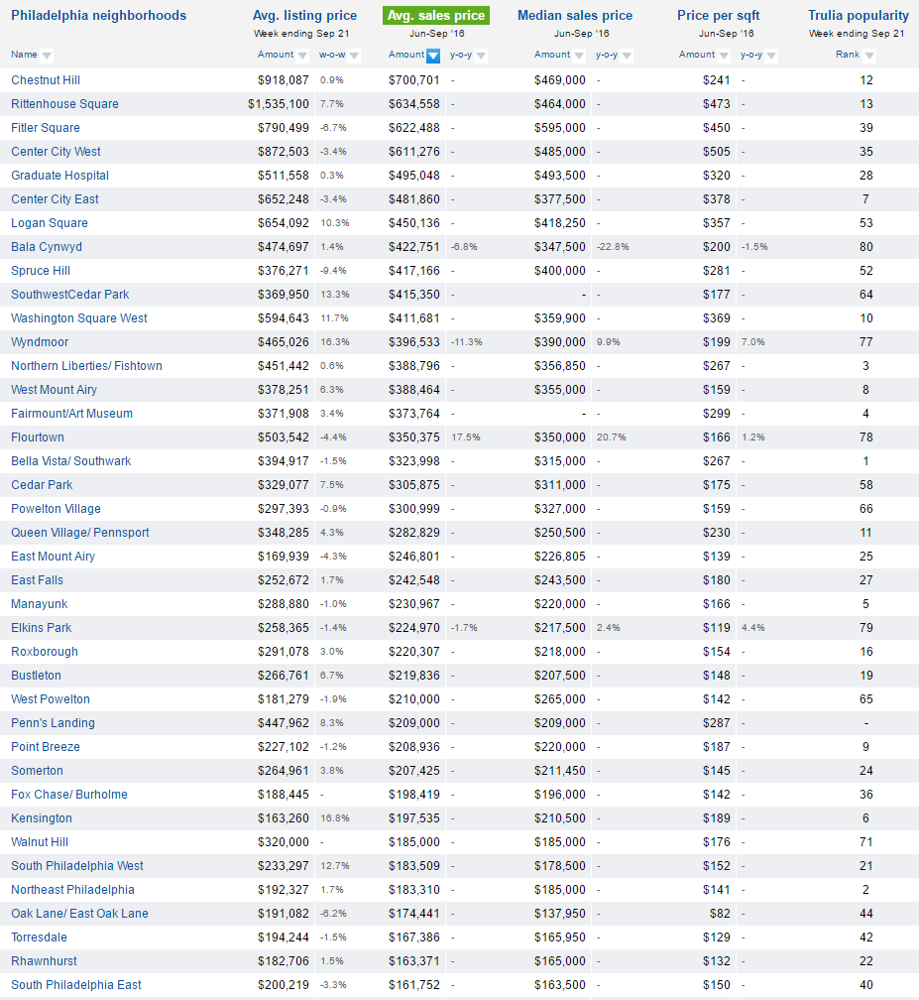 Philadelphia neighborhoods Avg. listing price Avg. sales price Median sales price Price per sqft Trulia popularity
Week ending Sep 21 Jun-Sep '16 Jun-Sep '16 Jun-Sep '16 Week ending Sep 21
Name Amount w-o-w Amount y-o-y Amount y-o-y Amount y-o-y Rank
Chestnut Hill $918,087 0.9% $700,701 - $469,000 - $241 - 12
Rittenhouse Square $1,535,100 7.7% $634,558 - $464,000 - $473 - 13
Fitler Square $790,499 -6.7% $622,488 - $595,000 - $450 - 39
Center City West $872,503 -3.4% $611,276 - $485,000 - $505 - 35
Graduate Hospital $511,558 0.3% $495,048 - $493,500 - $320 - 28
Center City East $652,248 -3.4% $481,860 - $377,500 - $378 - 7
Logan Square $654,092 10.3% $450,136 - $418,250 - $357 - 53
Bala Cynwyd $474,697 1.4% $422,751 -6.8% $347,500 -22.8% $200 -1.5% 80
Spruce Hill $376,271 -9.4% $417,166 - $400,000 - $281 - 52
SouthwestCedar Park $369,950 13.3% $415,350 - - - $177 - 64
Washington Square West $594,643 11.7% $411,681 - $359,900 - $369 - 10
Wyndmoor $465,026 16.3% $396,533 -11.3% $390,000 9.9% $199 7.0% 77
Northern Liberties/ Fishtown $451,442 0.6% $388,796 - $356,850 - $267 - 3
West Mount Airy $378,251 6.3% $388,464 - $355,000 - $159 - 8
Fairmount/Art Museum $371,908 3.4% $373,764 - - - $299 - 4
Flourtown $503,542 -4.4% $350,375 17.5% $350,000 20.7% $166 1.2% 78
Bella Vista/ Southwark $394,917 -1.5% $323,998 - $315,000 - $267 - 1
Cedar Park $329,077 7.5% $305,875 - $311,000 - $175 - 58
Powelton Village $297,393 -0.9% $300,999 - $327,000 - $159 - 66
Queen Village/ Pennsport $348,285 4.3% $282,829 - $250,500 - $230 - 11
East Mount Airy $169,939 -4.3% $246,801 - $226,805 - $139 - 25
East Falls $252,672 1.7% $242,548 - $243,500 - $180 - 27
Manayunk $288,880 -1.0% $230,967 - $220,000 - $166 - 5
Elkins Park $258,365 -1.4% $224,970 -1.7% $217,500 2.4% $119 4.4% 79
Roxborough $291,078 3.0% $220,307 - $218,000 - $154 - 16
Bustleton $266,761 6.7% $219,836 - $207,500 - $148 - 19
West Powelton $181,279 -1.9% $210,000 - $265,000 - $142 - 65
Penn's Landing $447,962 8.3% $209,000 - $209,000 - $287 - -
Point Breeze $227,102 -1.2% $208,936 - $220,000 - $187 - 9
Somerton $264,961 3.8% $207,425 - $211,450 - $145 - 24
Fox Chase/ Burholme $188,445 - $198,419 - $196,000 - $142 - 36
Kensington $163,260 16.8% $197,535 - $210,500 - $189 - 6
Walnut Hill $320,000 - $185,000 - $185,000 - $176 - 71
South Philadelphia West $233,297 12.7% $183,509 - $178,500 - $152 - 21
Northeast Philadelphia $192,327 1.7% $183,310 - $185,000 - $141 - 2
Oak Lane/ East Oak Lane $191,082 -6.2% $174,441 - $137,950 - $82 - 44
Torresdale $194,244 -1.5% $167,386 - $165,950 - $129 - 42
Rhawnhurst $182,706 1.5% $163,371 - $165,000 - $132 - 22
South Philadelphia East $200,219 -3.3% $161,752 - $163,500 - $150 - 40